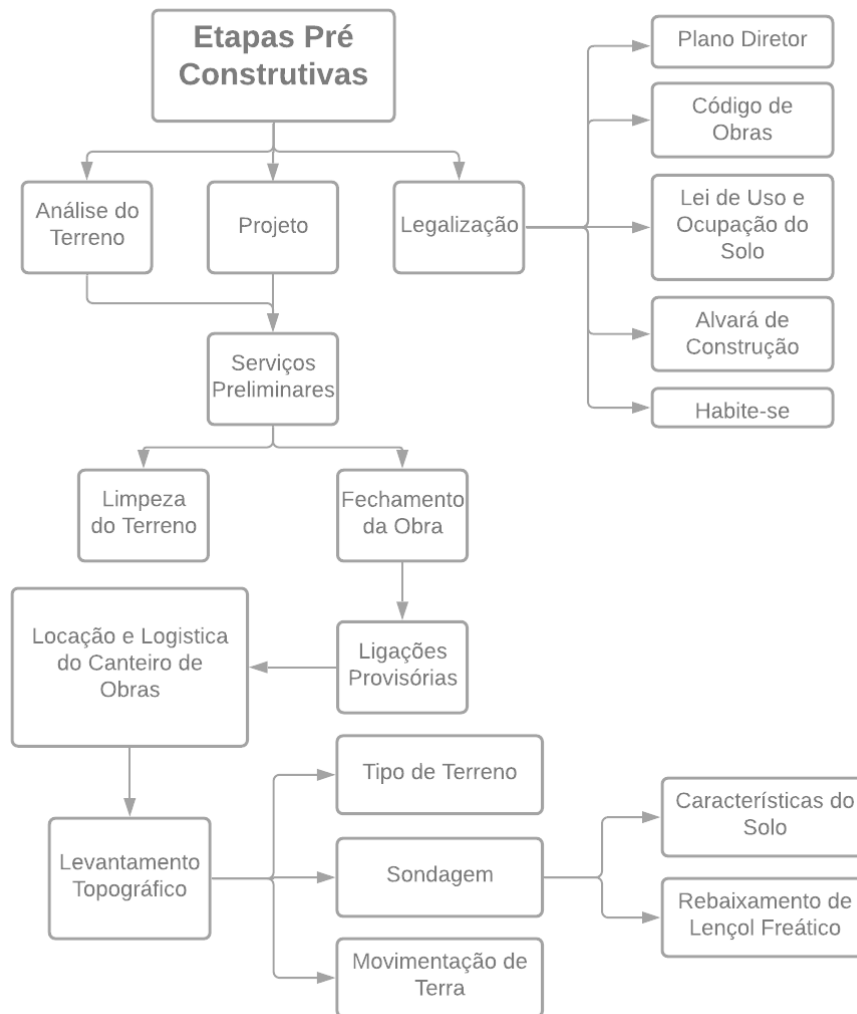 Etapas Pré
Construtivas
Plano Diretor
Código de
Obras
Análise do
Terreno
Projeto
Legalização
Lei de Uso e
Ocupação do
Solo
Alvará de
Construção
Habite-se
Serviços
Preliminares
Limpeza
do Terreno
Fechamento
da Obra
Locação e Logistica
do Canteiro de
Obras
Ligações
Provisórias
Levantamento
Topográfico
Tipo de Terreno
Sondagem
Movimentação de
Terra
Características do
Solo
Rebaixamento de
Lençol Freático